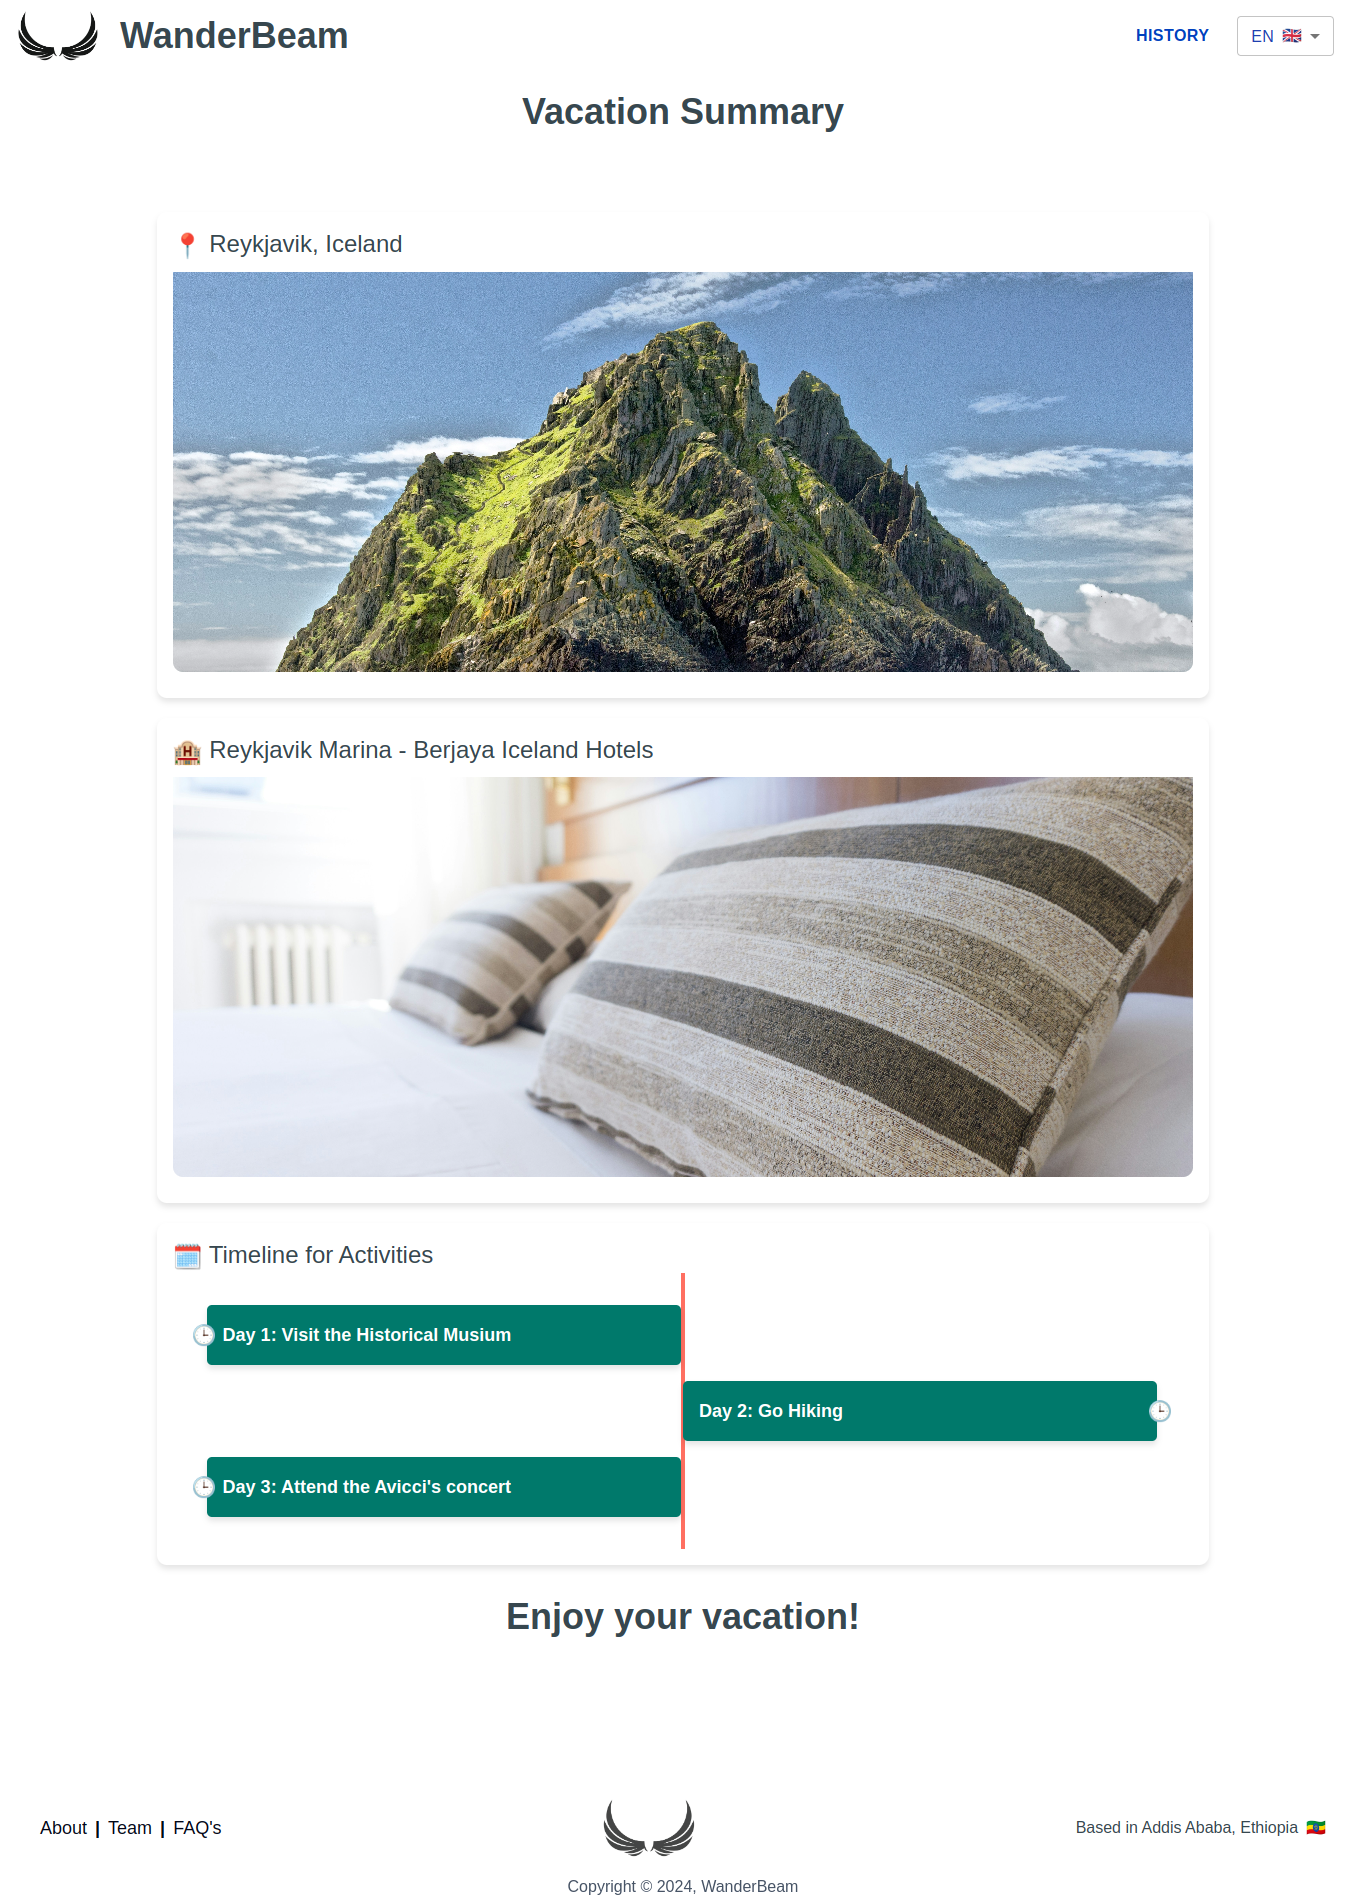 WanderBeam
HISTORY
EN
Vacation Summary
Reykjavik, Iceland
Reykjavik Marina - Berjaya Iceland Hotels
Timeline for Activities
Day 1: Visit the Historical Musium
Day 2: Go Hiking
Day 3: Attend the Avicci's concert
Enjoy your vacation!
About | Team | FAQ's
Based in Addis Ababa, Ethiopia
Copyright © 2024, WanderBeam